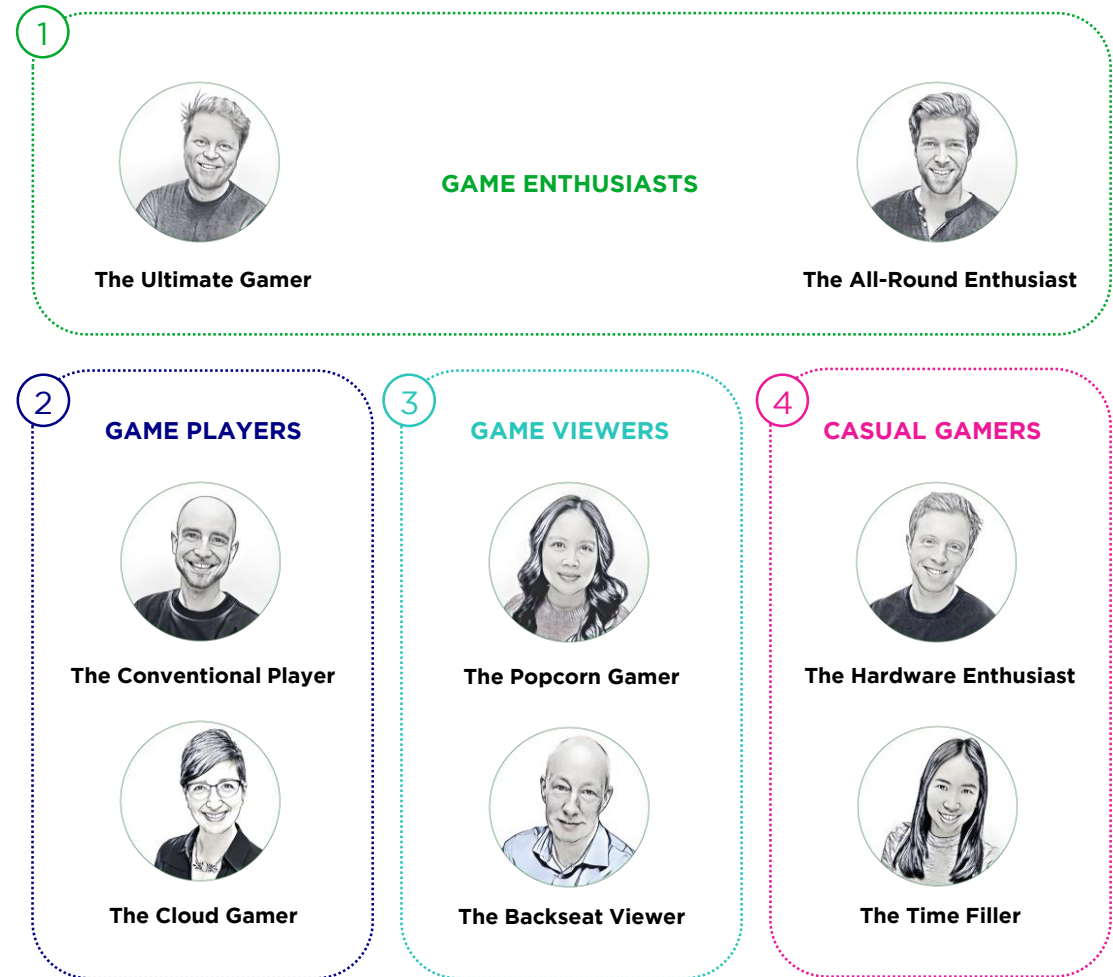 1
GAME ENTHUSIASTS
The Ultimate Gamer
The All-Round Enthusiast
2
GAME PLAYERS
The Conventional Player
The Cloud Gamer
3
GAME VIEWERS
The Popcorn Gamer
The Backseat Viewer
4
CASUAL GAMERS
The Hardware Enthusiast
The Time Filler